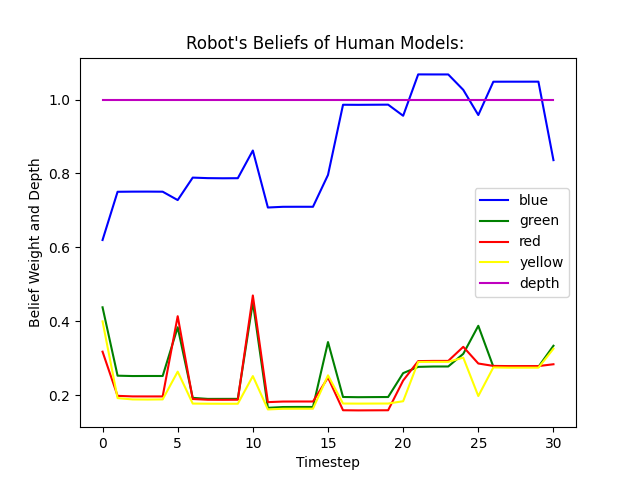 Robot's Beliefs of Human Models:
Belief Weight and Depth
1.0
0.8
0.6
0.4
0.2
blue
green
red
yellow
depth
0 5 10 15 20 25 30
Timestep